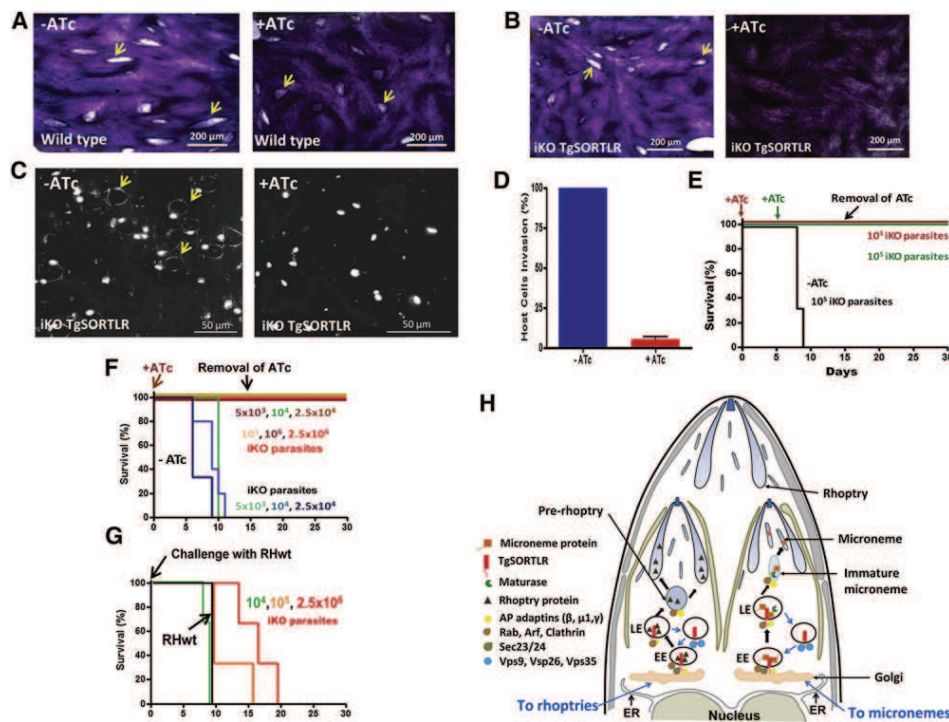 A
-ATc
Wild type
200 µm
+ATc
200 µm
B
-ATc
iKO TgSORTLR
200 µm
+ATc
iKO TgSORTLR
200 µm
C
-ATc
iKO TgSORTLR
50 µm
+ATc
iKO TgSORTLR
50 µm
D
Host Cells Invasion (%)
100
75
50
25
0
-ATc
+ATc
E
+ATc
+ATc
Removal of ATc
Survival(%)
100
80
60
40
20
0
10⁵ iKO parasites
10⁵ iKO parasites
-ATc
10⁵ iKO parasites
0 5 10 15 20 25 30
Days
F
+ATc
Removal of ATc
Survival (%)
100
80
60
40
20
0
5x10³, 10⁴, 2.5x10⁴
10⁵, 10⁶, 2.5x10⁶
iKO parasites
- ATc
iKO parasites
5x10³, 10⁴, 2.5x10⁴
0 5 10 15 20 25 30
G
Challenge with RHwt
Survival (%)
100
80
60
40
20
0
10⁴, 10⁵, 2.5x10⁶
iKO parasites
RHwt
0 5 10 15 20 25 30
H
Rhoptry
Pre-rhoptry
Microneme
Immature
microneme
Microneme protein
TgSORTLR
Maturase
Rhoptry protein
AP adaptins (β, µ1,γ)
Rab, Arf, Clathrin
Sec23/24
Vps9, Vsp26, Vps35
LE
LE
EE
EE
Golgi
To rhoptries
To micronemes
ER
Nucleus
ER